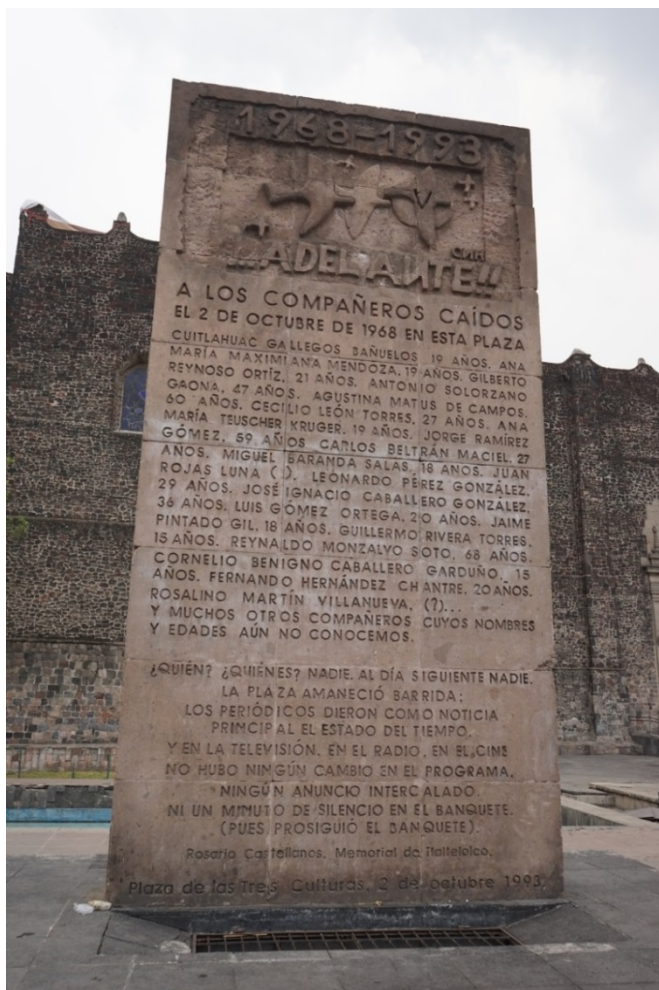 1968-1993
¡¡ADELANTE!!
CNH
A LOS COMPAÑEROS CAÍDOS
EL 2 DE OCTUBRE DE 1968 EN ESTA PLAZA
CUITLAHUAC GALLEGOS BAÑUELOS 19 AÑOS. ANA
MARÍA MAXIMIANA MENDOZA, 19 AÑOS. GILBERTO
REYNOSO ORTÍZ, 21 AÑOS. ANTONIO SOLORZANO
GAONA, 47 AÑOS. AGUSTINA MATUS DE CAMPOS,
60 AÑOS. CECILIO LEÓN TORRES, 27 AÑOS. ANA
MARÍA TEUSCHER KRUGER, 19 AÑOS. JORGE RAMÍREZ
GÓMEZ, 59 AÑOS CARLOS BELTRÁN MACIEL, 27
AÑOS. MIGUEL BARANDA SALAS, 18 AÑOS. JUAN
ROJAS LUNA (?). LEÓNARDO PÉREZ GONZÁLEZ,
29 AÑOS. JOSÉ IGNACIO CABALLERO GONZÁLEZ,
36 AÑOS. LUIS GÓMEZ ORTEGA, 20 AÑOS. JAIME
PINTADO GIL, 18 AÑOS. GUILLERMO RIVERA TORRES,
15 AÑOS. REYNALDO MONZALVO SOTO, 68 AÑOS.
CORNELIO BENIGNO CABALLERO GARDUÑO, 15
AÑOS. FERNANDO HERNÁNDEZ CHANTRE, 20 AÑOS.
ROSALINO MARTÍN VILLANUEVA, (?)...
Y MUCHOS OTROS COMPAÑEROS CUYOS NOMBRES
Y EDADES AÚN NO CONOCEMOS.
¿QUIÉN? ¿QUIÉNES? NADIE. AL DÍA SIGUIENTE NADIE.
LA PLAZA AMANECIÓ BARRIDA;
LOS PERIÓDICOS DIERON COMO NOTICIA
PRINCIPAL EL ESTADO DEL TIEMPO.
Y EN LA TELEVISIÓN, EN EL RADIO, EN EL CINE
NO HUBO NINGÚN CAMBIO EN EL PROGRAMA,
NINGÚN ANUNCIO INTERCALADO
NI UN MINUTO DE SILENCIO EN EL BANQUETE.
(PUES PROSIGUIÓ EL BANQUETE).
Rosario Castellanos, Memorial de Tlaltelolco.
Plaza de las Tres Culturas, 2 de octubre 1993.